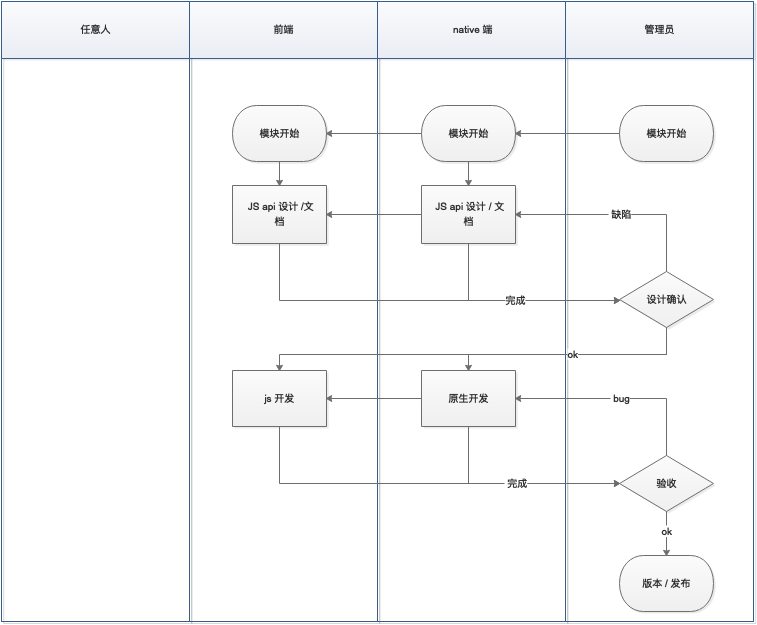 任意人
前端
native 端
管理员
模块开始
模块开始
模块开始
JS api 设计 /文
档
JS api 设计 / 文
档
缺陷
完成
设计确认
ok
js 开发
原生开发
bug
完成
验收
ok
版本 / 发布